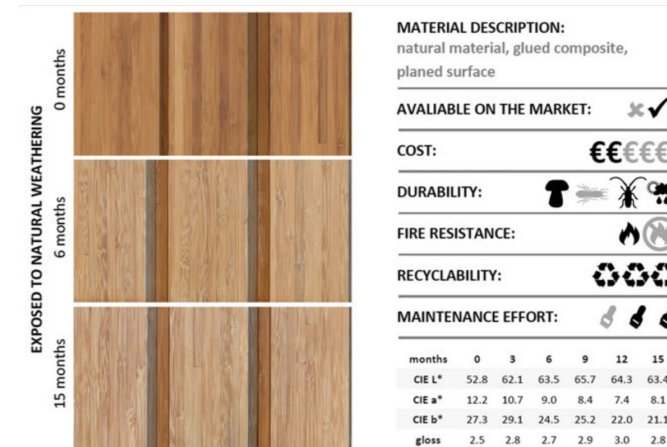 EXPOSED TO NATURAL WEATHERING
0 months
6 months
15 months
MATERIAL DESCRIPTION:
natural material, glued composite,
planed surface
AVALIABLE ON THE MARKET:
COST: €€€€€
DURABILITY:
FIRE RESISTANCE:
RECYCLABILITY:
MAINTENANCE EFFORT:
months 0 3 6 9 12 15
CIE L* 52.8 62.1 63.5 65.7 64.3 63.4
CIE a* 12.2 10.7 9.0 8.4 7.4 8.1
CIE b* 27.3 29.1 24.5 25.2 22.0 21.1
gloss 2.5 2.8 2.7 2.9 3.0 2.8